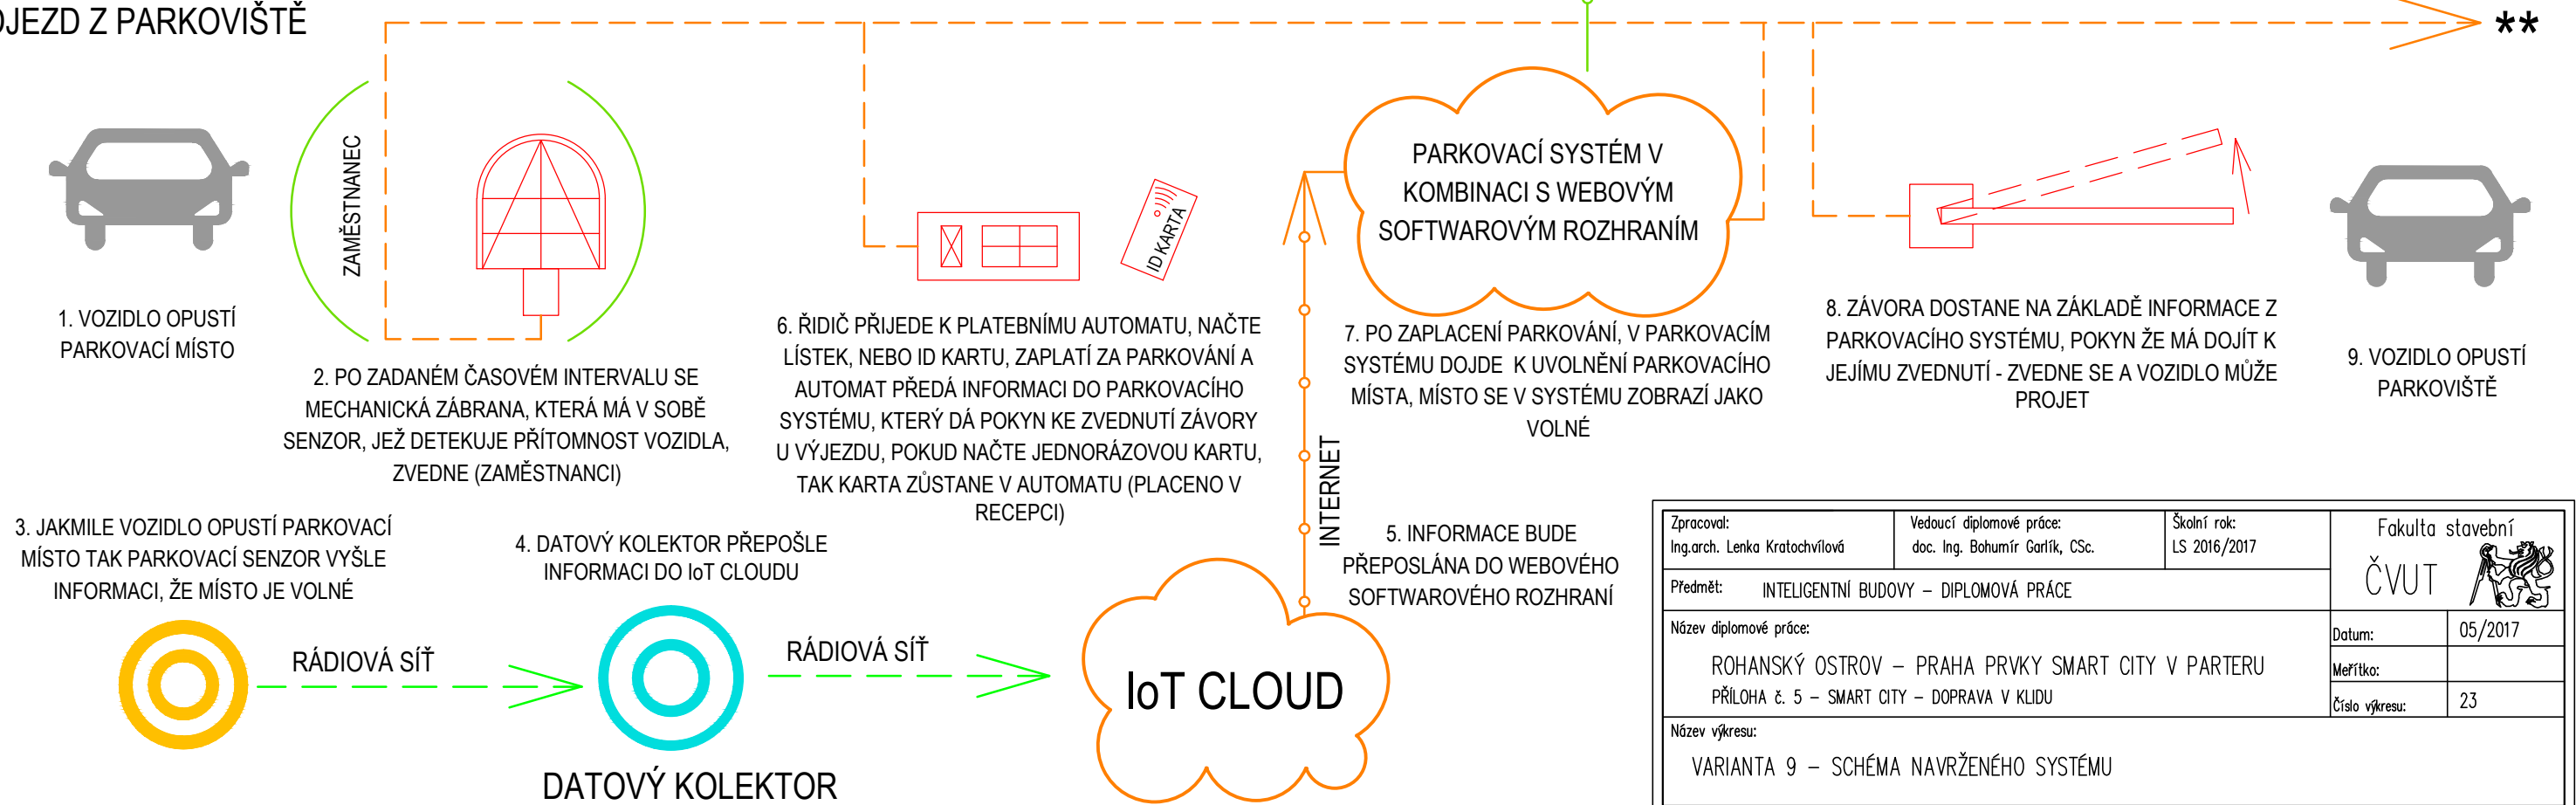 OJEZD Z PARKOVIŠTĚ
**
ZAMĚSTNANEC
1. VOZIDLO OPUSTÍ
PARKOVACÍ MÍSTO
2. PO ZADANÉM ČASOVÉM INTERVALU SE
MECHANICKÁ ZÁBRANA, KTERÁ MÁ V SOBĚ
SENZOR, JEŽ DETEKUJE PŘÍTOMNOST VOZIDLA,
ZVEDNE (ZAMĚSTNANCI)
ID KARTA
6. ŘIDIČ PŘIJEDE K PLATEBNÍMU AUTOMATU, NAČTE
LÍSTEK, NEBO ID KARTU, ZAPLATÍ ZA PARKOVÁNÍ A
AUTOMAT PŘEDÁ INFORMACI DO PARKOVACÍHO
SYSTÉMU, KTERÝ DÁ POKYN KE ZVEDNUTÍ ZÁVORY
U VÝJEZDU, POKUD NAČTE JEDNORÁZOVOU KARTU,
TAK KARTA ZŮSTANE V AUTOMATU (PLACENO V
RECEPCI)
PARKOVACÍ SYSTÉM V
KOMBINACI S WEBOVÝM
SOFTWAROVÝM ROZHRANÍM
7. PO ZAPLACENÍ PARKOVÁNÍ, V PARKOVACÍM
SYSTÉMU DOJDE K UVOLNĚNÍ PARKOVACÍHO
MÍSTA, MÍSTO SE V SYSTÉMU ZOBRAZÍ JAKO
VOLNÉ
8. ZÁVORA DOSTANE NA ZÁKLADĚ INFORMACE Z
PARKOVACÍHO SYSTÉMU, POKYN ŽE MÁ DOJÍT K
JEJÍMU ZVEDNUTÍ - ZVEDNE SE A VOZIDLO MŮŽE
PROJET
9. VOZIDLO OPUSTÍ
PARKOVIŠTĚ
3. JAKMILE VOZIDLO OPUSTÍ PARKOVACÍ
MÍSTO TAK PARKOVACÍ SENZOR VYŠLE
INFORMACI, ŽE MÍSTO JE VOLNÉ
RÁDIOVÁ SÍŤ
4. DATOVÝ KOLEKTOR PŘEPOŠLE
INFORMACI DO IoT CLOUDU
DATOVÝ KOLEKTOR
RÁDIOVÁ SÍŤ
IoT CLOUD
INTERNET
5. INFORMACE BUDE
PŘEPOSLÁNA DO WEBOVÉHO
SOFTWAROVÉHO ROZHRANÍ
Zpracoval:
Ing.arch. Lenka Kratochvílová
Vedoucí diplomové práce:
doc. Ing. Bohumír Garlík, CSc.
Školní rok:
LS 2016/2017
Fakulta stavební
ČVUT
Předmět: INTELIGENTNÍ BUDOVY – DIPLOMOVÁ PRÁCE
Název diplomové práce:
ROHANSKÝ OSTROV – PRAHA PRVKY SMART CITY V PARTERU
PŘÍLOHA č. 5 – SMART CITY – DOPRAVA V KLIDU
Datum: 05/2017
Meřítko:
Číslo výkresu: 23
Název výkresu:
VARIANTA 9 – SCHÉMA NAVRŽENÉHO SYSTÉMU